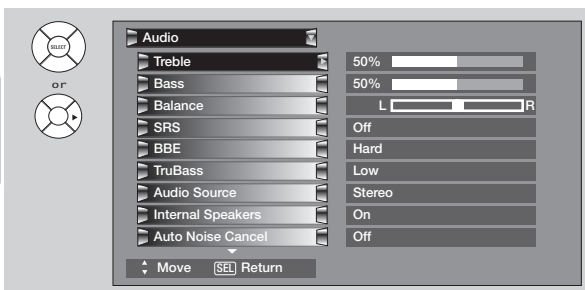 SELECT
or
Audio
Treble 50%
Bass 50%
Balance L R
SRS Off
BBE Hard
TruBass Low
Audio Source Stereo
Internal Speakers On
Auto Noise Cancel Off
Move SEL Return